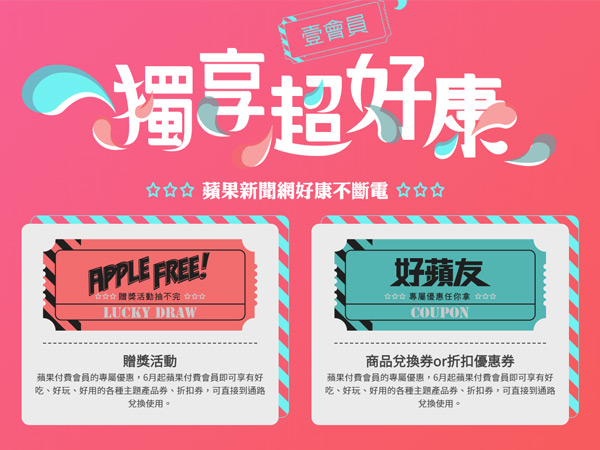 壹會員
獨享超好康
蘋果新聞網好康不斷電
APPLE FREE!
贈獎活動抽不完
LUCKY DRAW
贈獎活動
蘋果付費會員的專屬優惠，6月起蘋果付費會員即可享有好
吃、好玩、好用的各種主題產品券、折扣券，可直接到通路
兌換使用。
好蘋友
專屬優惠任你拿
COUPON
商品兌換券or折扣優惠券
蘋果付費會員的專屬優惠，6月起蘋果付費會員即可享有好
吃、好玩、好用的各種主題產品券、折扣券，可直接到通路
兌換使用。